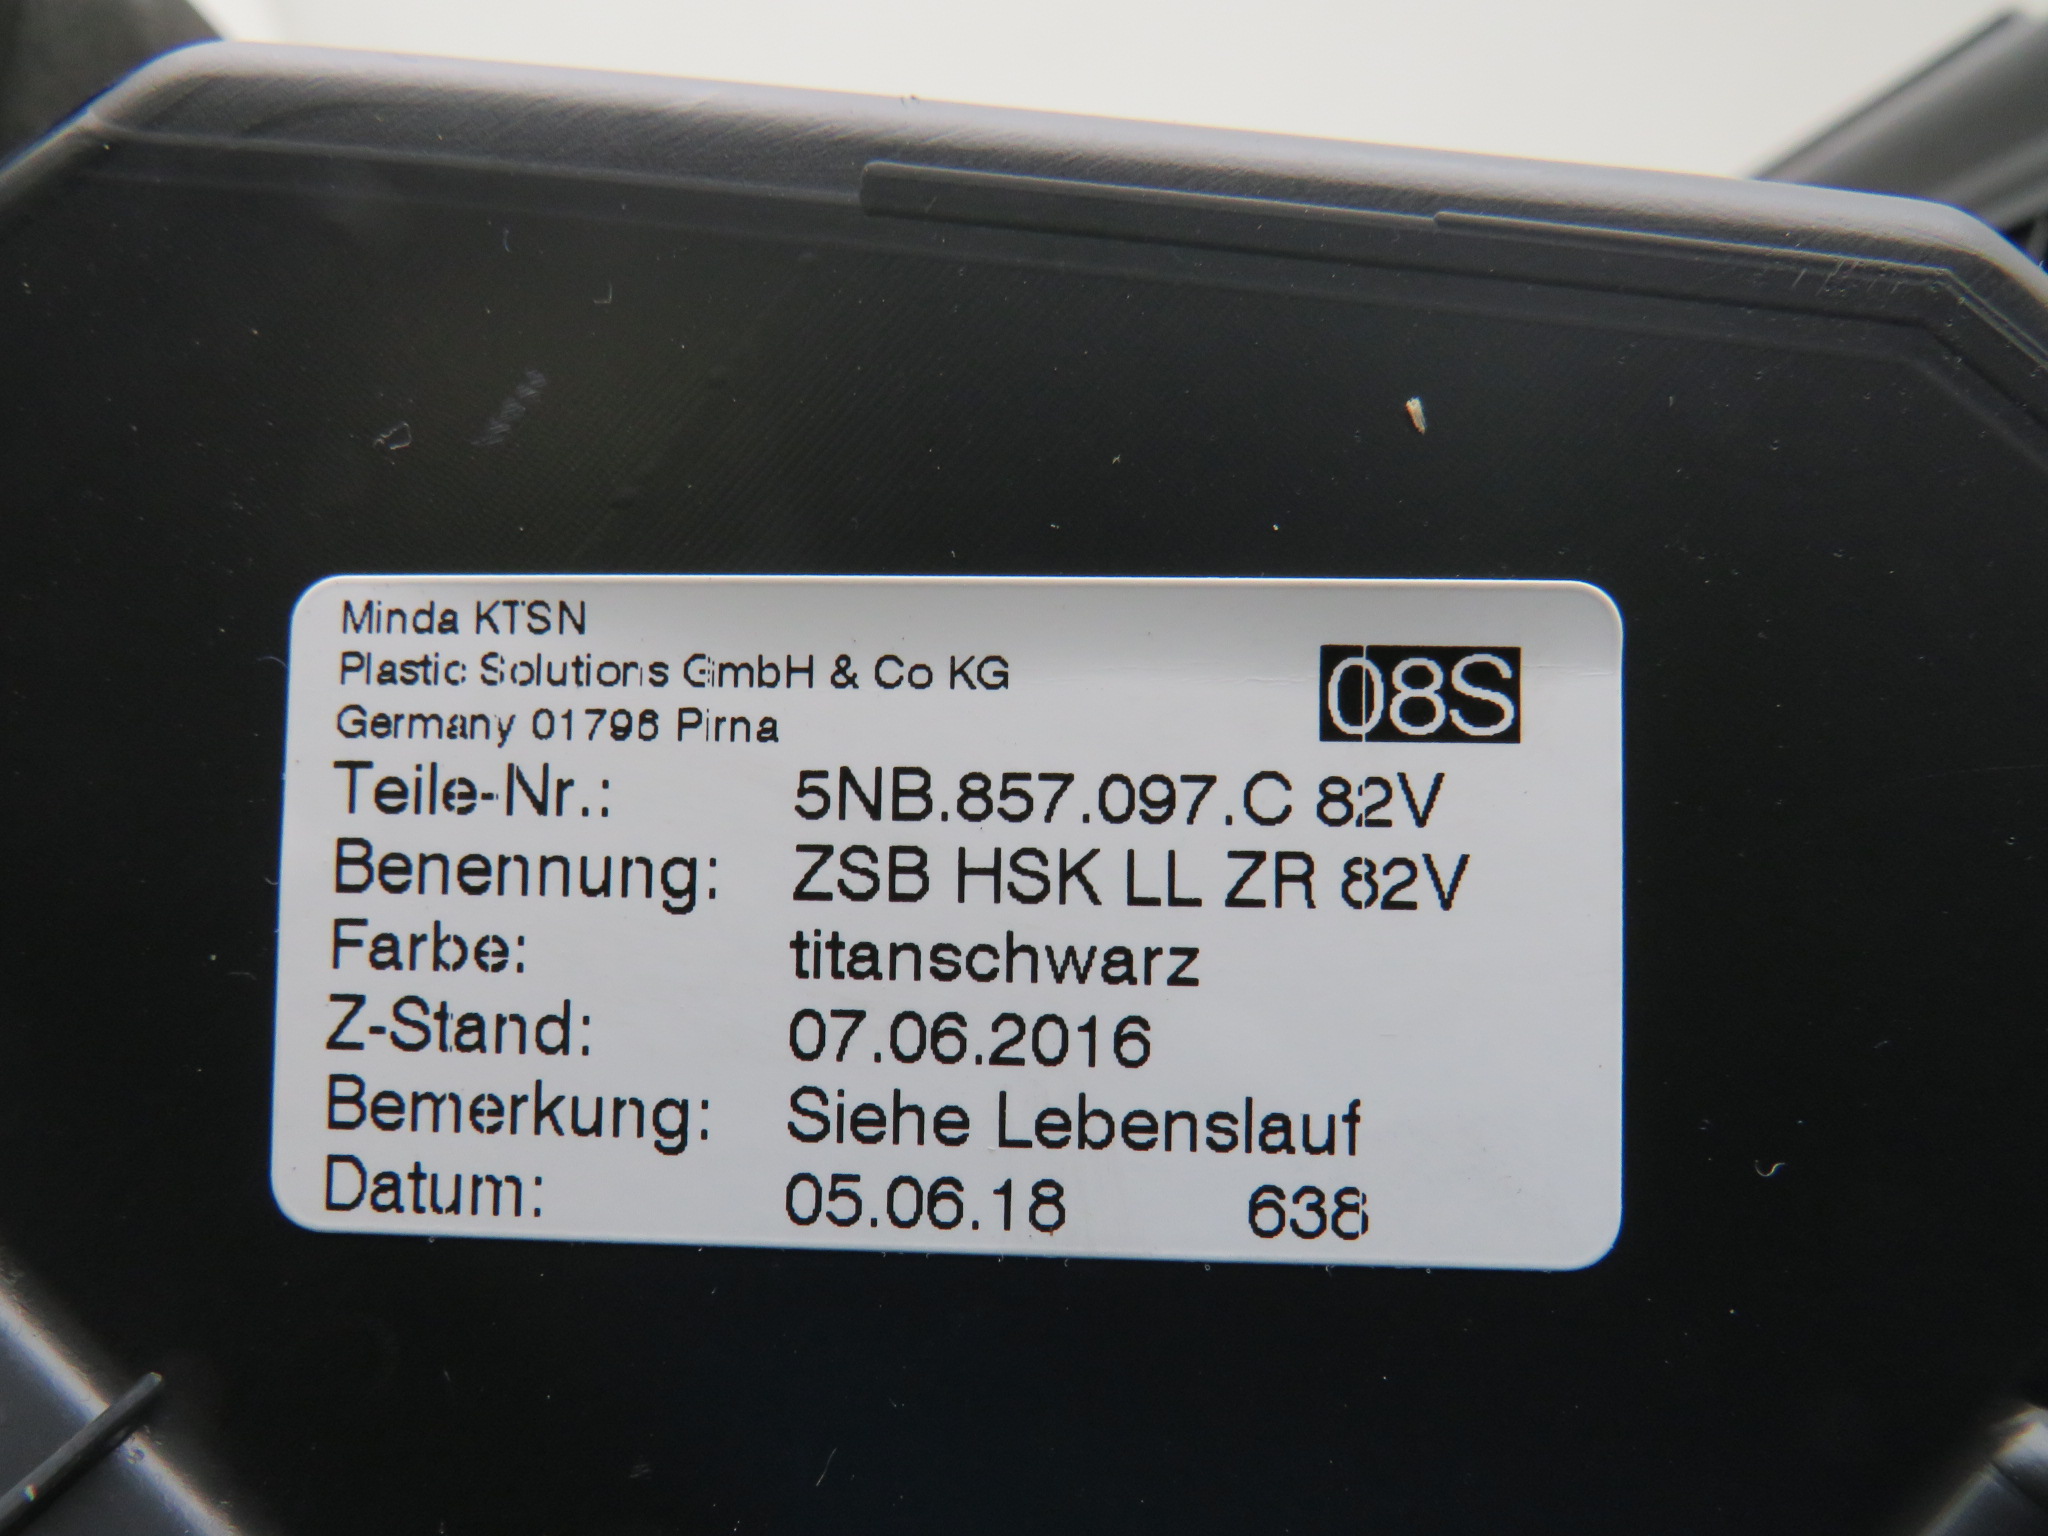 Minda KTSN
Plastic Solutions GmbH & Co KG
Germany 01796 Pirna
08S
Teile-Nr.: 5NB.857.097.C 82V
Benennung: ZSB HSK LL ZR 82V
Farbe: titanschwarz
Z-Stand: 07.06.2016
Bemerkung: Siehe Lebenslauf
Datum: 05.06.18 638